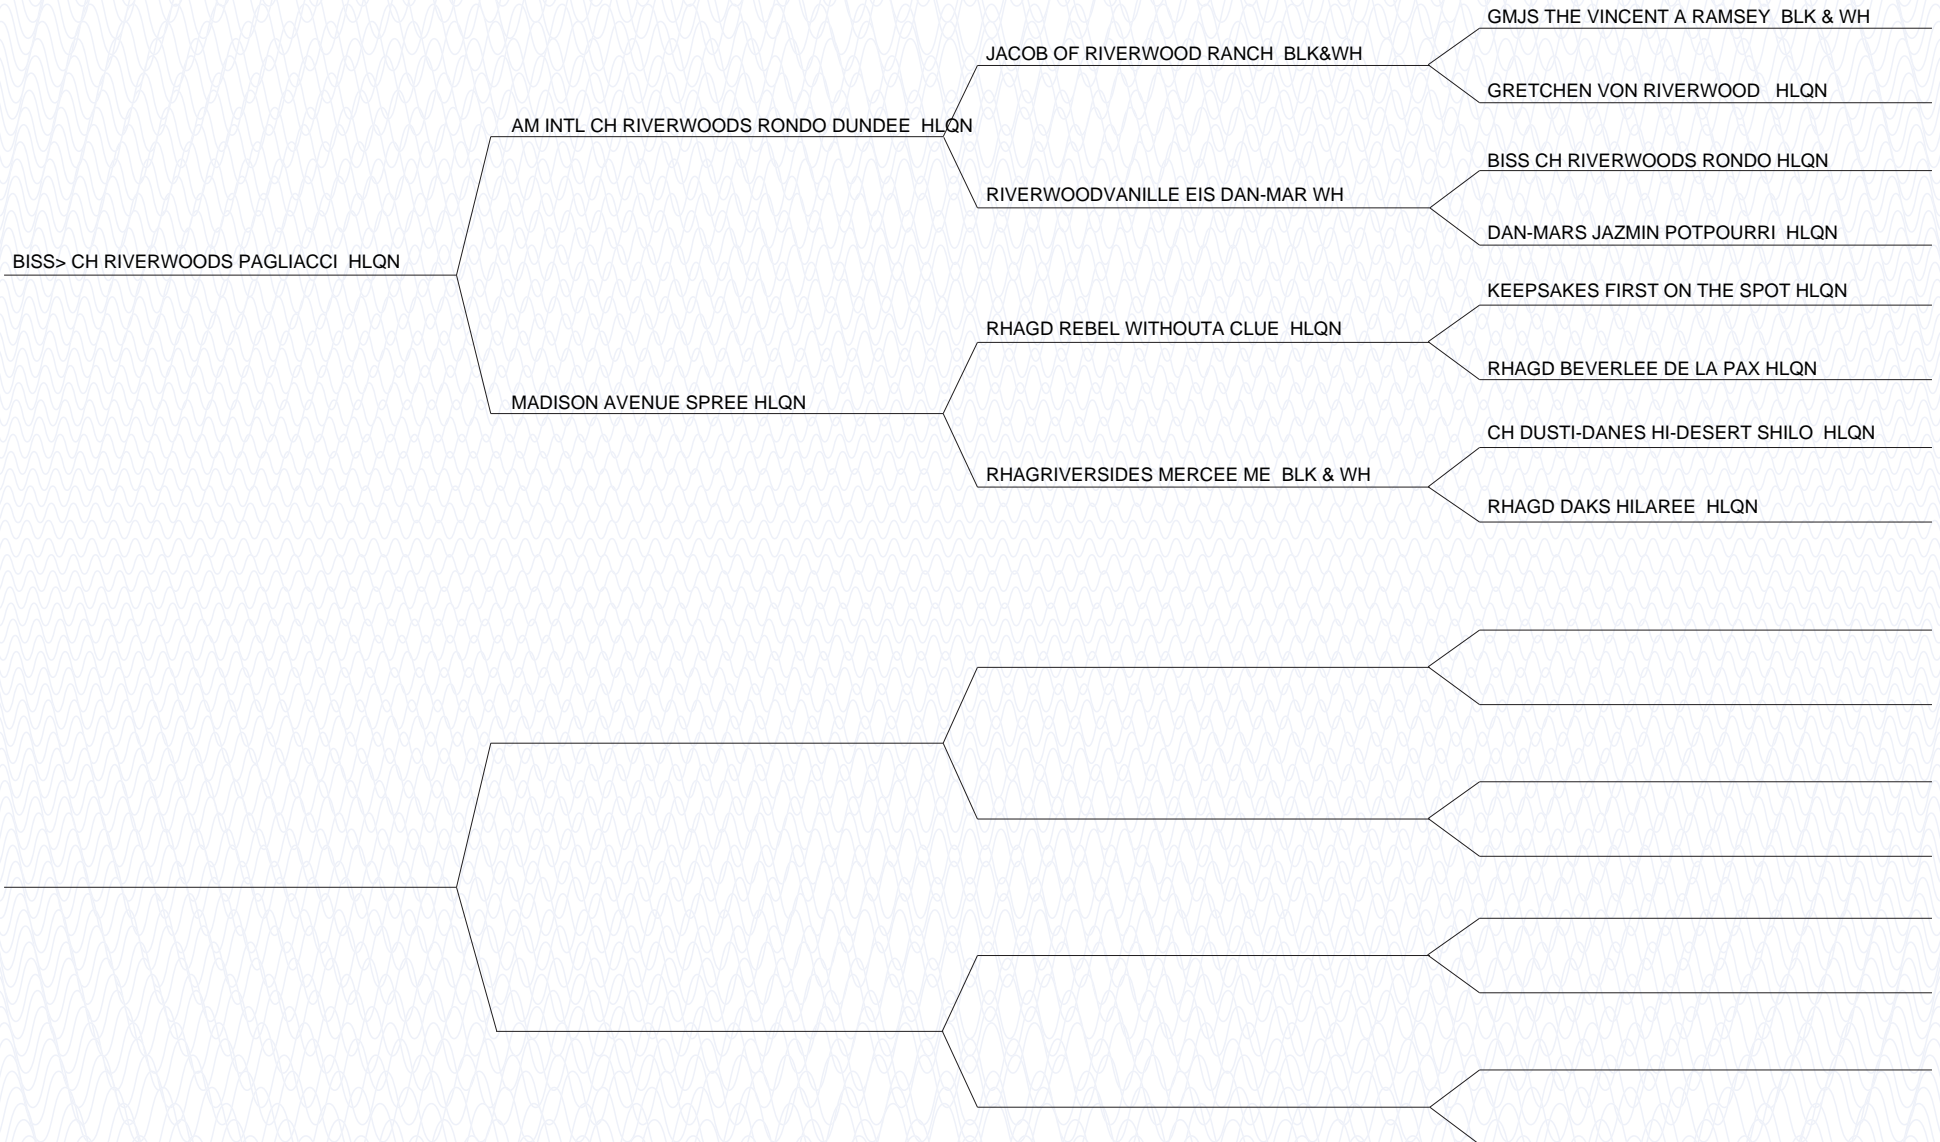 GMJS THE VINCENT A RAMSEY  BLK & WH
JACOB OF RIVERWOOD RANCH  BLK&WH
GRETCHEN VON RIVERWOOD   HLQN
AM INTL CH RIVERWOODS RONDO DUNDEE  HLQN
BISS CH RIVERWOODS RONDO HLQN
RIVERWOODVANILLE EIS DAN-MAR WH
DAN-MARS JAZMIN POTPOURRI  HLQN
BISS> CH RIVERWOODS PAGLIACCI  HLQN
KEEPSAKES FIRST ON THE SPOT HLQN
RHAGD REBEL WITHOUTA CLUE  HLQN
RHAGD BEVERLEE DE LA PAX HLQN
MADISON AVENUE SPREE HLQN
CH DUSTI-DANES HI-DESERT SHILO  HLQN
RHAGRIVERSIDES MERCEE ME  BLK & WH
RHAGD DAKS HILAREE  HLQN